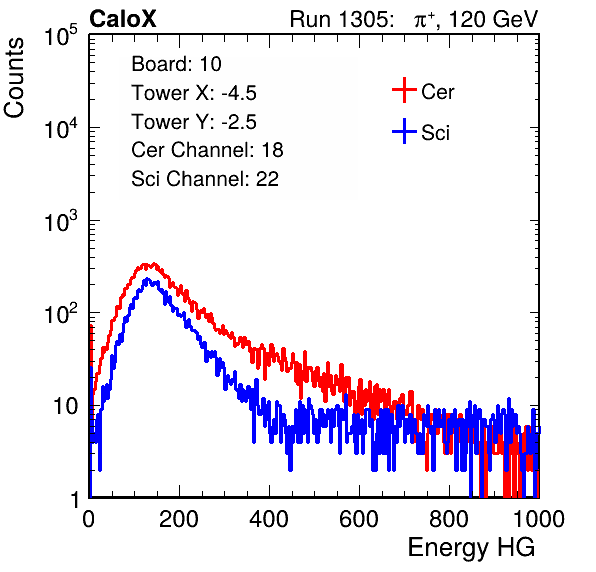 CaloX Run 1305: π⁺, 120 GeV
Counts
10⁵
10⁴
10³
10²
10
1
Board: 10
Tower X: -4.5
Tower Y: -2.5
Cer Channel: 18
Sci Channel: 22
Cer
Sci
0 200 400 600 800 1000
Energy HG